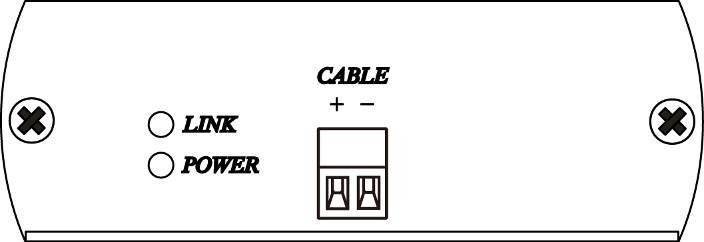 CABLE
+ −
LINK
POWER